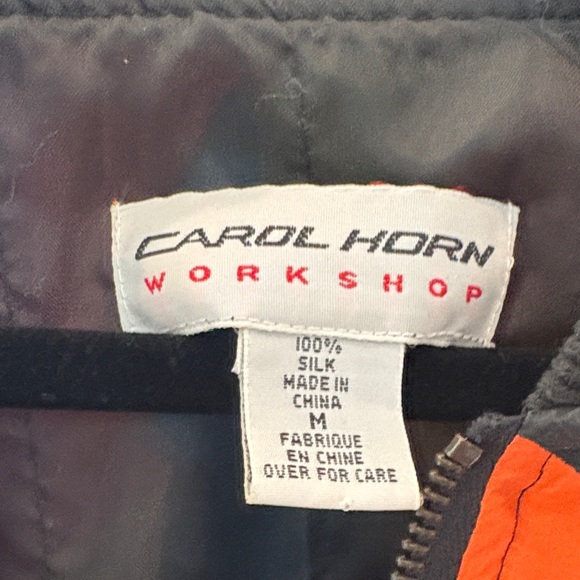 CAROL HORN
WORKSHOP
100%
SILK
MADE IN
CHINA
M
FABRIQUE
EN CHINE
OVER FOR CARE